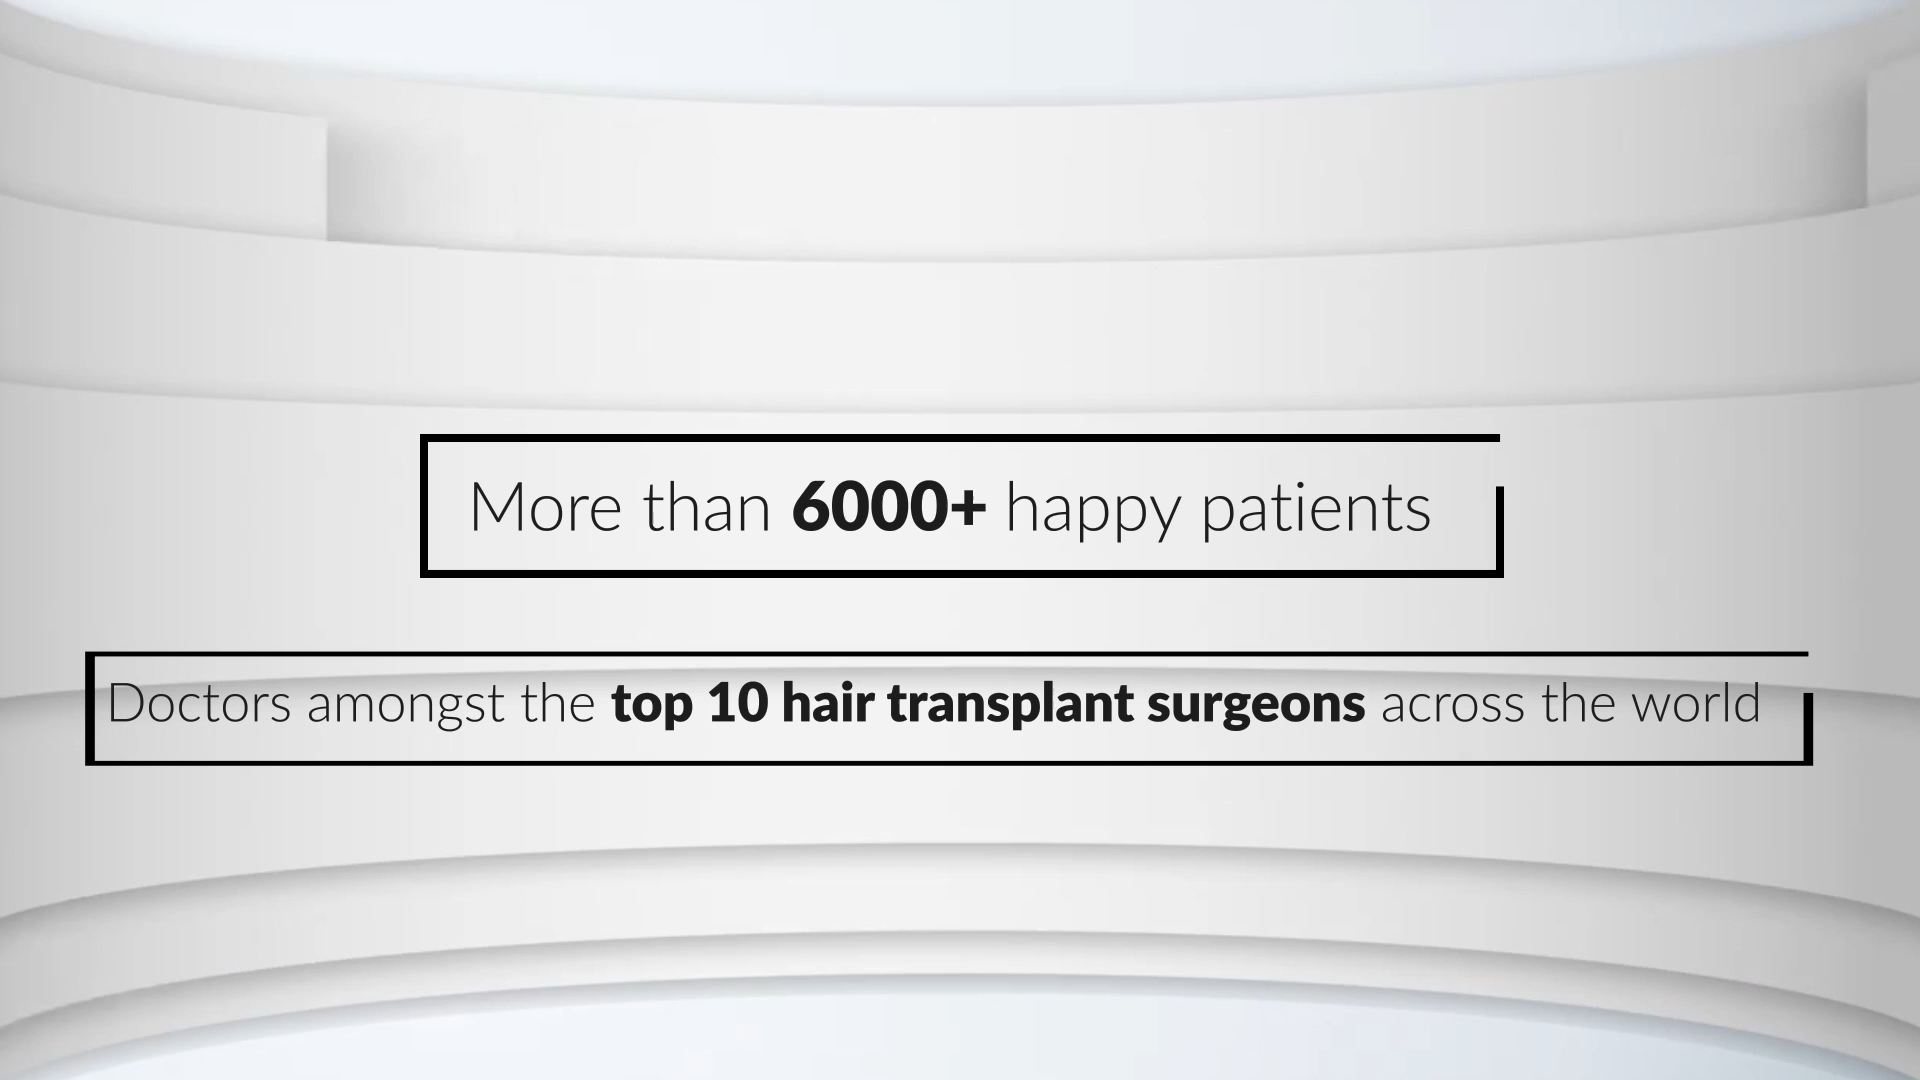 More than 6000+ happy patients
Doctors amongst the top 10 hair transplant surgeons across the world